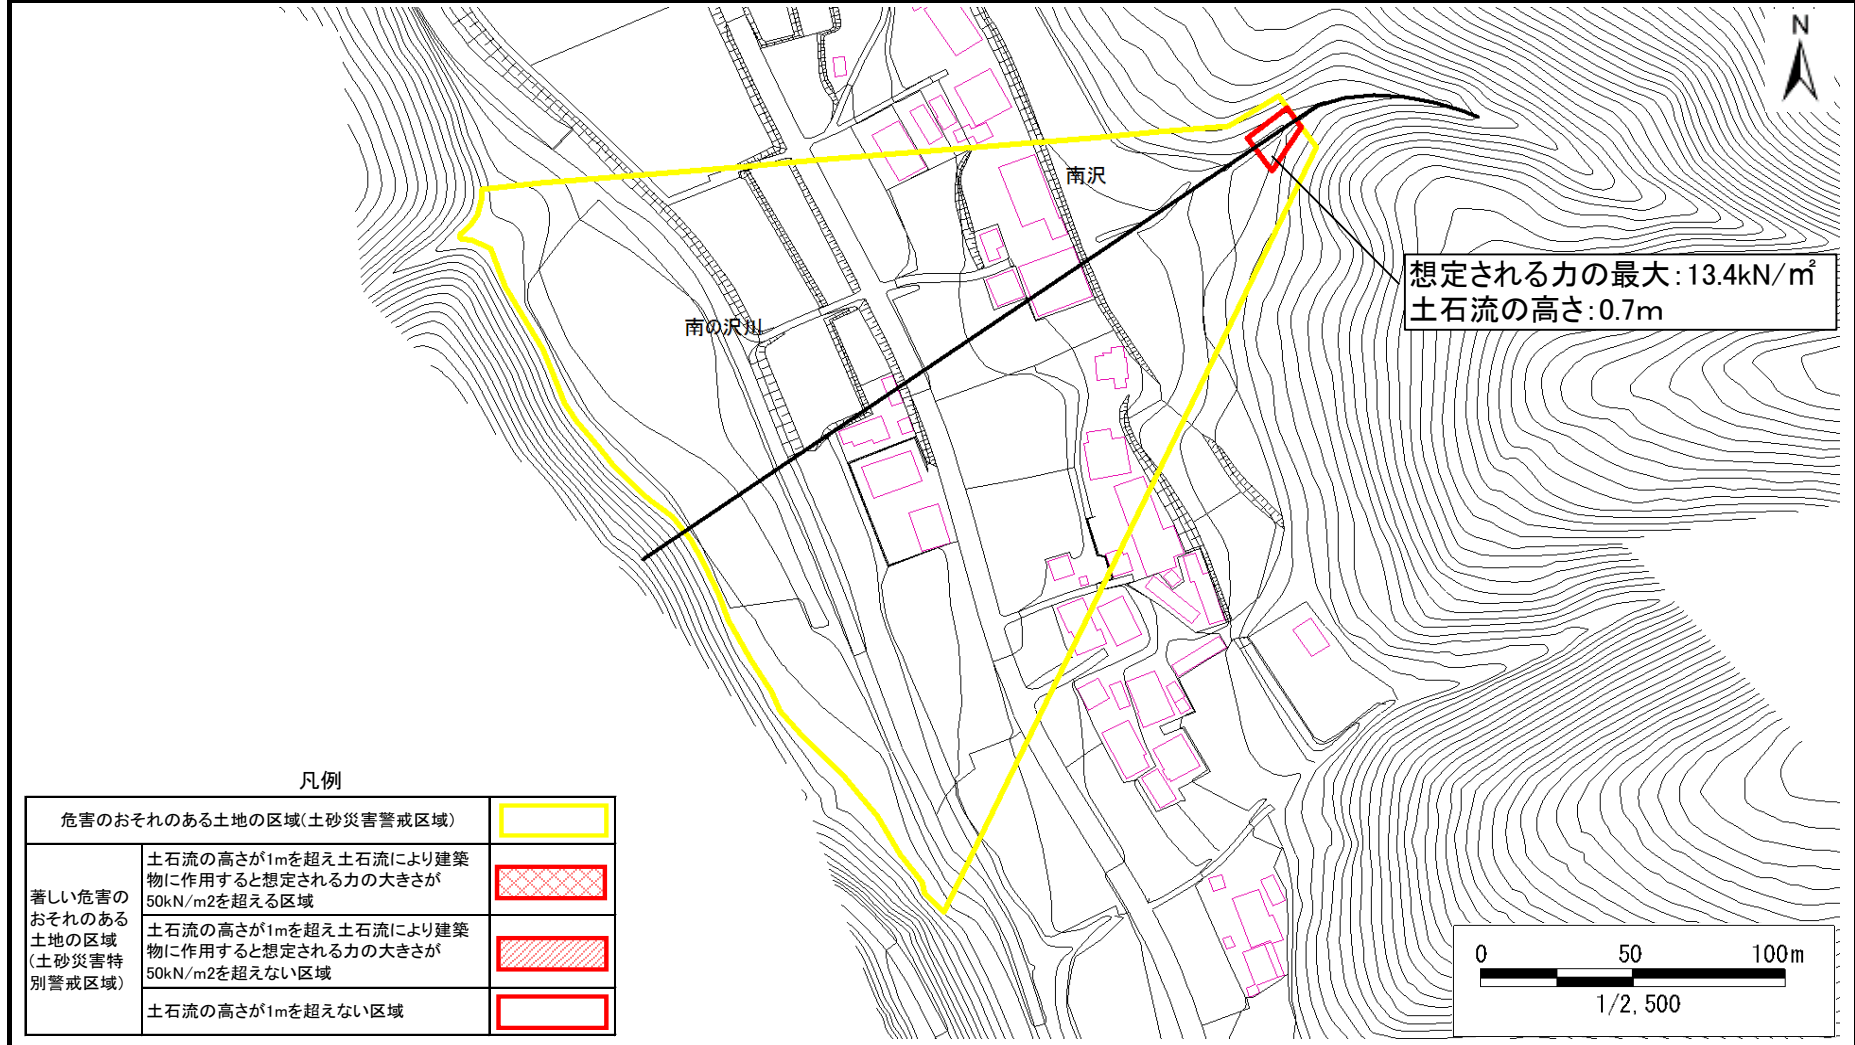 N
南沢
想定される力の最大:13.4kN/㎡
土石流の高さ:0.7m
南の沢川
凡例
危害のおそれのある土地の区域(土砂災害警戒区域)
著しい危害の
おそれのある
土地の区域
(土砂災害特
別警戒区域)
土石流の高さが1mを超え土石流により建築
物に作用すると想定される力の大きさが
50kN/m2を超える区域
土石流の高さが1mを超え土石流により建築
物に作用すると想定される力の大きさが
50kN/m2を超えない区域
土石流の高さが1mを超えない区域
0 50 100m
1/2,500